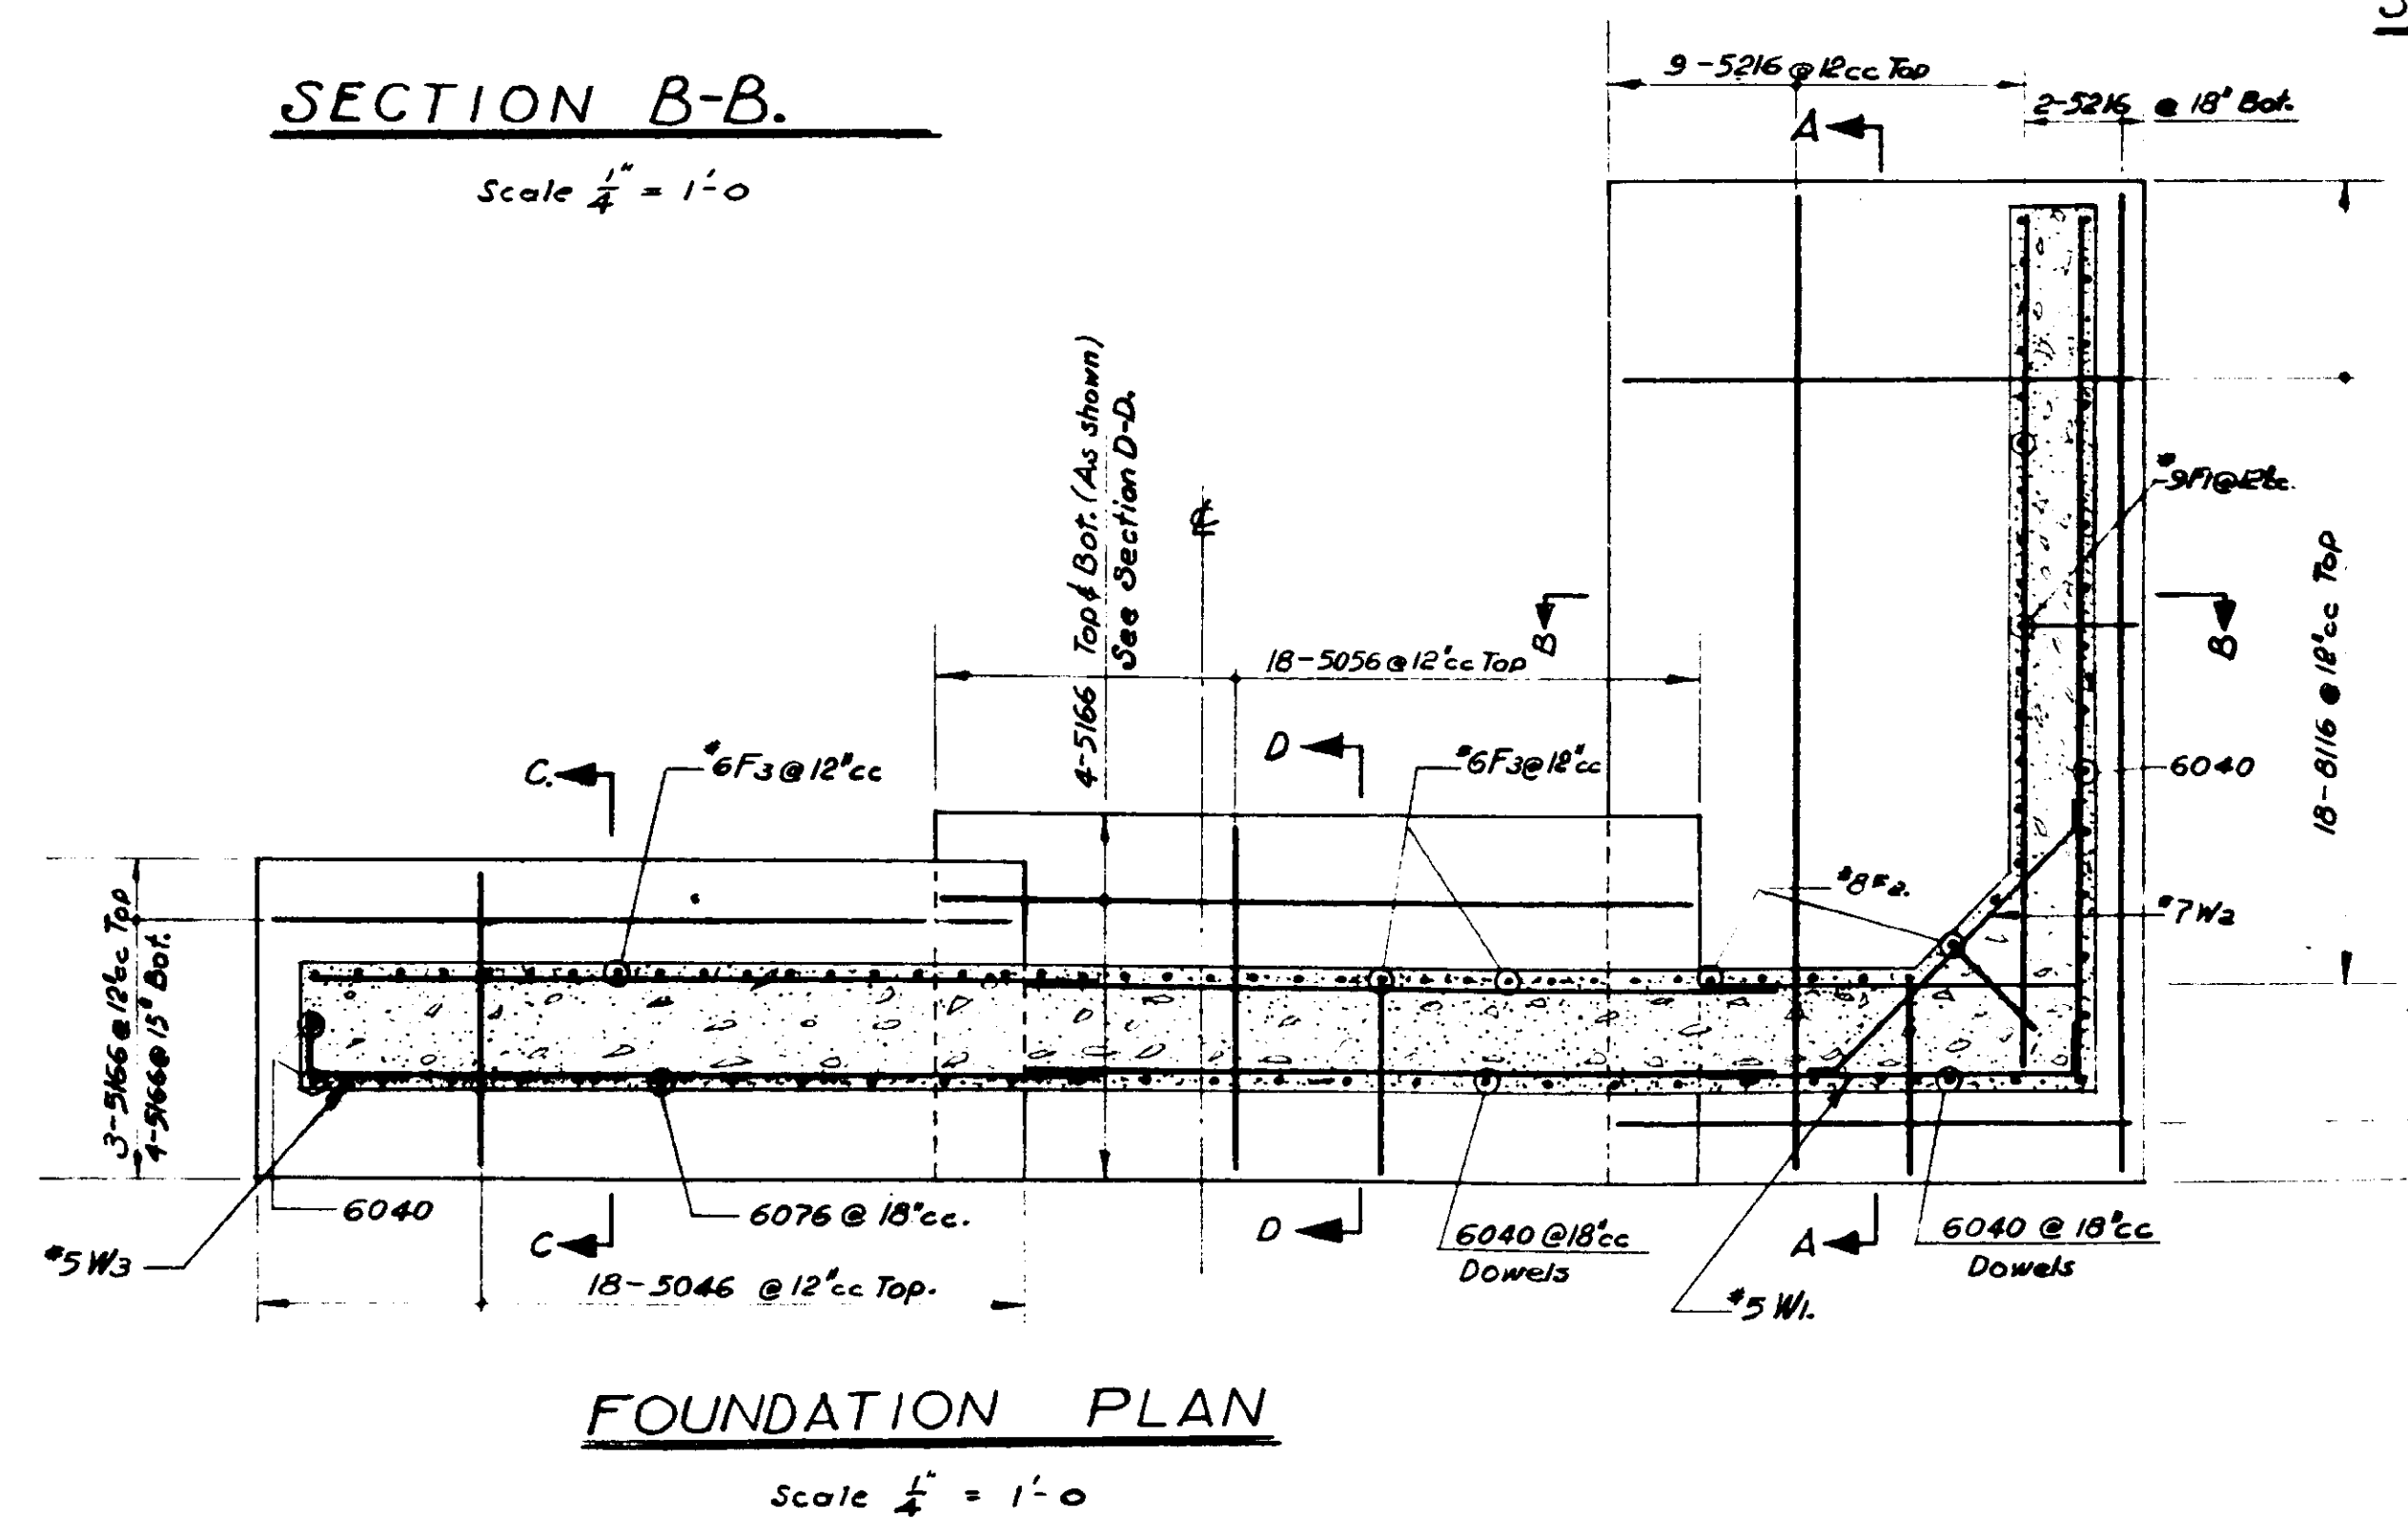 SECTION B-B.
Scale 1/4" = 1'-0
9-5216 @ 12cc Top
2-5216 @ 18" Bot.
A
4-5166 Top & Bot. (As shown)
See Section D-D.
℄
#9F1@12"cc.
18-8116 @ 12"cc Top
B
B
18-5056 @ 12"cc Top
C.
#6F3 @ 12"cc
D
#6F3@12"cc
6040
#8F2.
#7W2
3-5166 @ 12"cc Top
4-5166 @ 15" Bot.
6040
#5W3
C
6076 @ 18"cc.
D
6040 @18"cc
Dowels
A
6040 @ 18"cc
Dowels
18-5046 @ 12"cc Top.
#5 W1.
FOUNDATION PLAN
Scale 1/4" = 1'-0